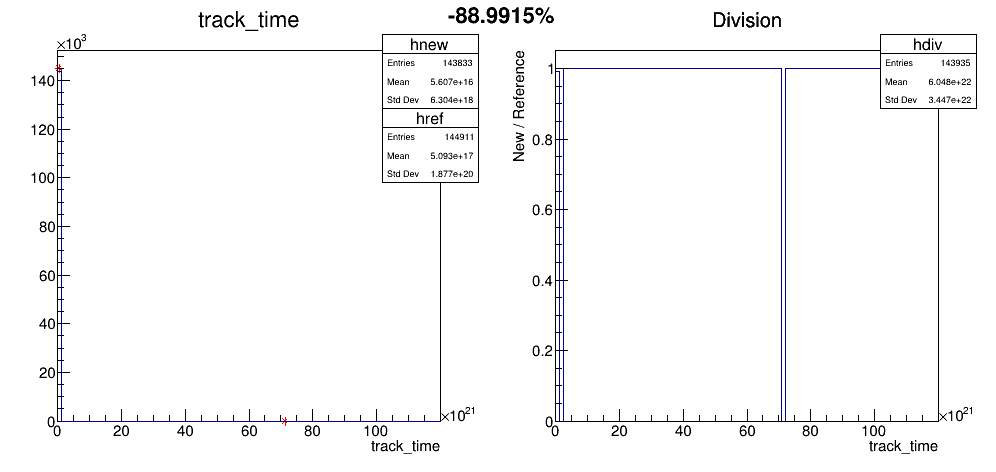 -88.9915%
track_time
×10³
hnew
Entries 143833
Mean 5.607e+16
Std Dev 6.304e+18
href
Entries 144911
Mean 5.093e+17
Std Dev 1.877e+20
140
120
100
80
60
40
20
0
0 20 40 60 80 100
×10²¹
track_time
Division
hdiv
Entries 143935
Mean 6.048e+22
Std Dev 3.447e+22
New / Reference
1
0.8
0.6
0.4
0.2
0
0 20 40 60 80 100
×10²¹
track_time